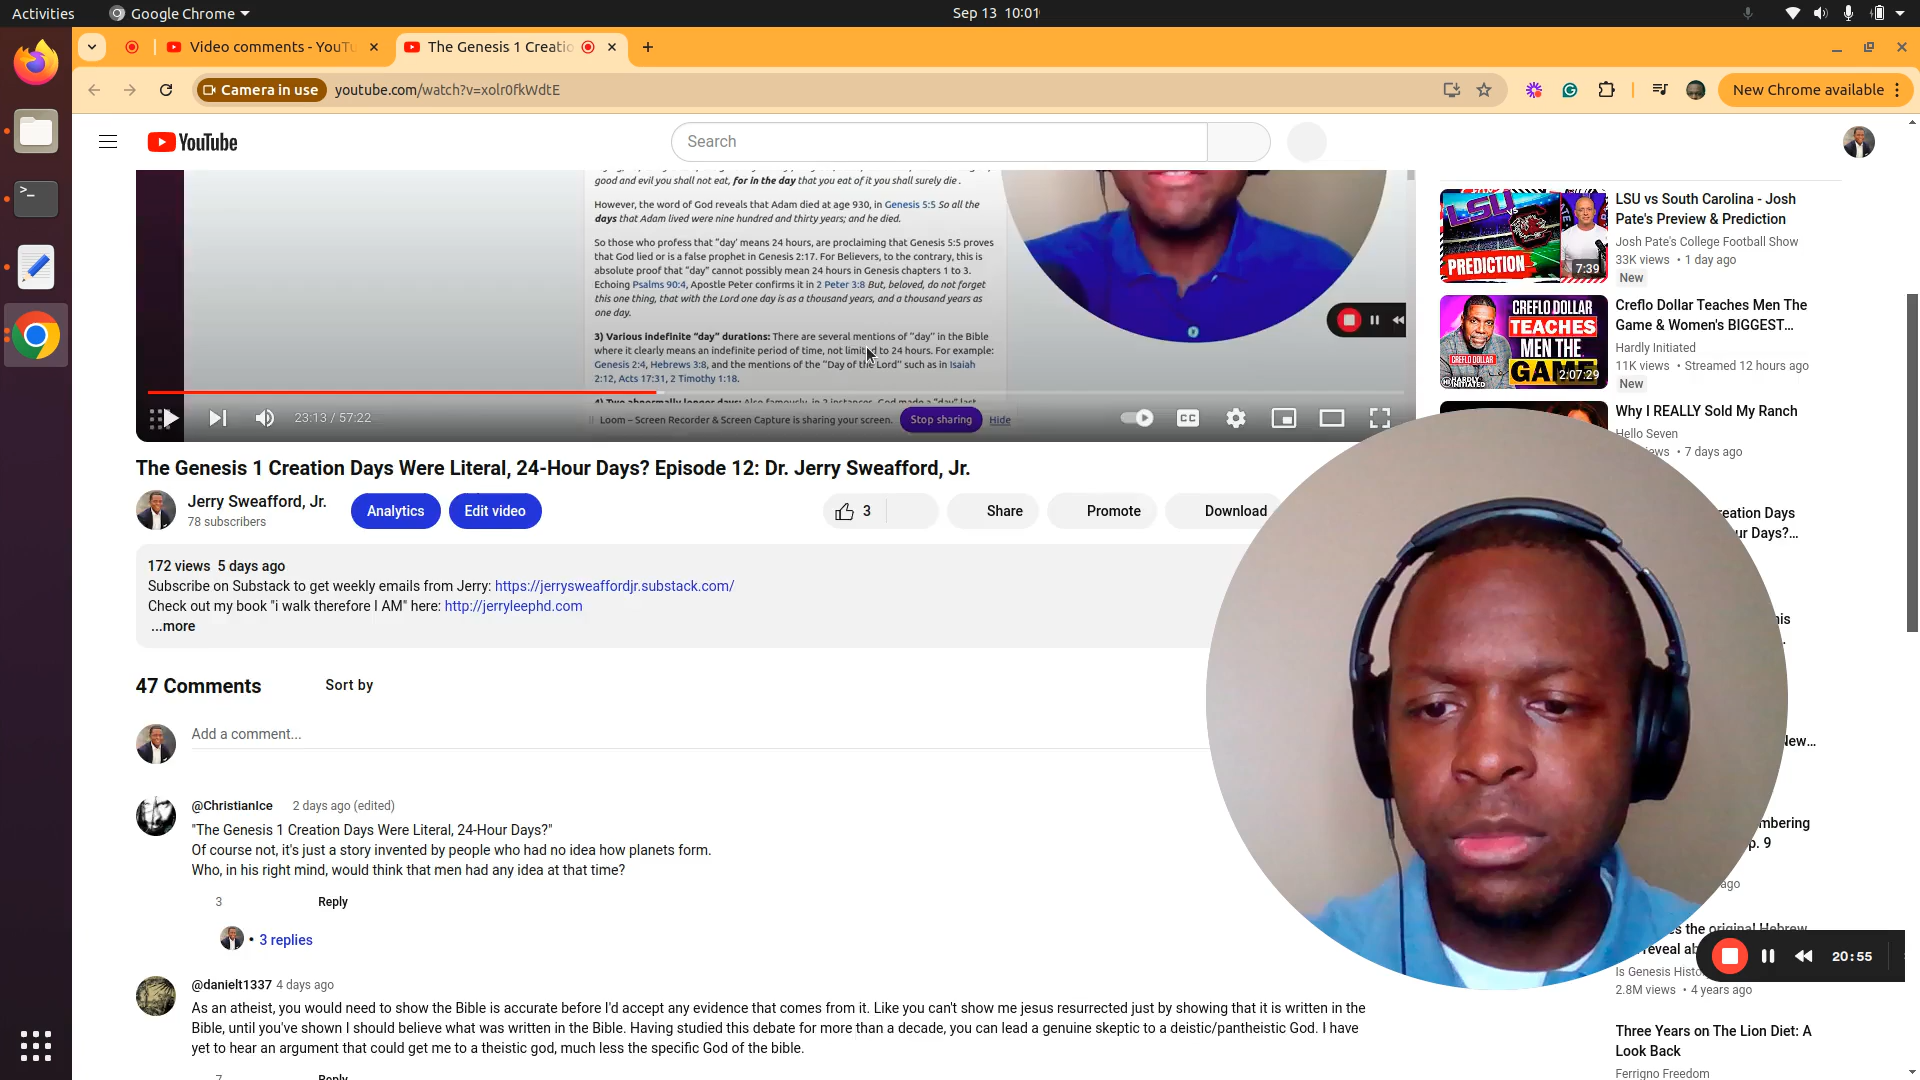 Activities
Google Chrome
Sep 13 10:01
Video comments - YouTu
The Genesis 1 Creatio
Camera in use
youtube.com/watch?v=xolr0fkWdtE
New Chrome available
YouTube
Search
good and evil you shall not eat, for in the day that you eat of it you shall surely die .
However, the word of God reveals that Adam died at age 930, in Genesis 5:5 So all the
days that Adam lived were nine hundred and thirty years; and he died.
So those who profess that "day' means 24 hours, are proclaiming that Genesis 5:5 proves
that God lied or is a false prophet in Genesis 2:17. For Believers, to the contrary, this is
absolute proof that "day" cannot possibly mean 24 hours in Genesis chapters 1 to 3.
Echoing Psalms 90:4, Apostle Peter confirms it in 2 Peter 3:8 But, beloved, do not forget
this one thing, that with the Lord one day is as a thousand years, and a thousand years as
one day.
3) Various indefinite "day" durations: There are several mentions of "day" in the Bible
where it clearly means an indefinite period of time, not limited to 24 hours. For example:
Genesis 2:4, Hebrews 3:8, and the mentions of the "Day of the Lord" such as in Isaiah
2:12, Acts 17:31, 2 Timothy 1:18.
23:13 / 57:22
Loom – Screen Recorder & Screen Capture is sharing your screen.
Stop sharing
Hide
CC
The Genesis 1 Creation Days Were Literal, 24-Hour Days? Episode 12: Dr. Jerry Sweafford, Jr.
Jerry Sweafford, Jr.
78 subscribers
Analytics
Edit video
3
Share
Promote
Download
172 views 5 days ago
Subscribe on Substack to get weekly emails from Jerry: https://jerrysweaffordjr.substack.com/
Check out my book "i walk therefore I AM" here: http://jerryleephd.com
...more
47 Comments
Sort by
Add a comment...
@ChristianIce 2 days ago (edited)
"The Genesis 1 Creation Days Were Literal, 24-Hour Days?"
Of course not, it's just a story invented by people who had no idea how planets form.
Who, in his right mind, would think that men had any idea at that time?
3
Reply
• 3 replies
@danielt1337 4 days ago
As an atheist, you would need to show the Bible is accurate before I'd accept any evidence that comes from it. Like you can't show me jesus resurrected just by showing that it is written in the
Bible, until you've shown I should believe what was written in the Bible. Having studied this debate for more than a decade, you can lead a genuine skeptic to a deistic/pantheistic God. I have
yet to hear an argument that could get me to a theistic god, much less the specific God of the bible.
7
Reply
LSU
VS
PREDICTION
7:39
LSU vs South Carolina - Josh
Pate's Preview & Prediction
Josh Pate's College Football Show
33K views • 1 day ago
New
CREFLO DOLLAR
TEACHES
MEN THE
GAME
CREFLO DOLLAR
HARDLY
INITIATED
2:07:29
Creflo Dollar Teaches Men The
Game & Women's BIGGEST...
Hardly Initiated
11K views • Streamed 12 hours ago
New
Why I REALLY Sold My Ranch
Hello Seven
ews • 7 days ago
reation Days
ur Days?...
his
New...
mbering
p. 9
ago
es the original Hebrew
reveal ab
Is Genesis Histo
2.8M views • 4 years ago
20:55
Three Years on The Lion Diet: A
Look Back
Ferrigno Freedom